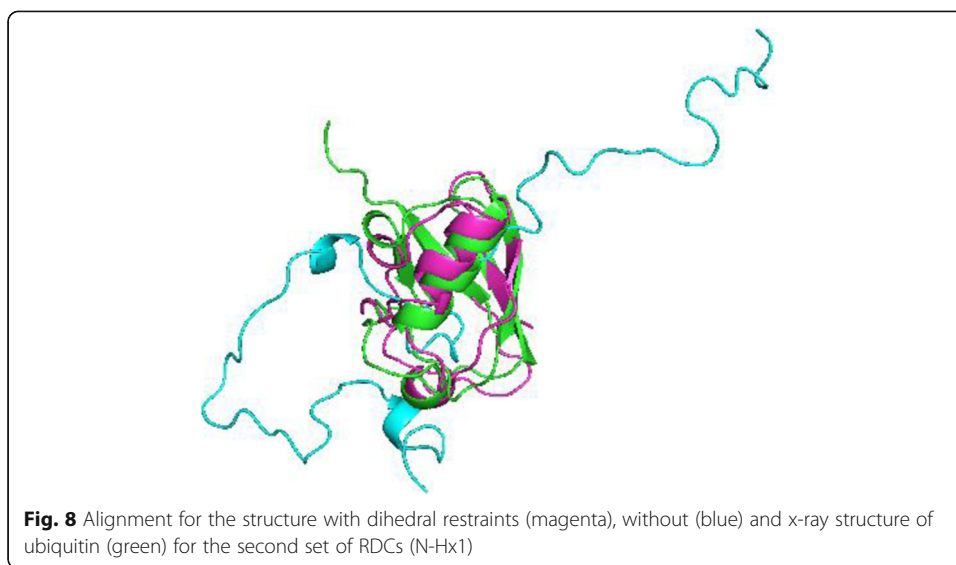 Fig. 8 Alignment for the structure with dihedral restraints (magenta), without (blue) and x-ray structure of
ubiquitin (green) for the second set of RDCs (N-Hx1)